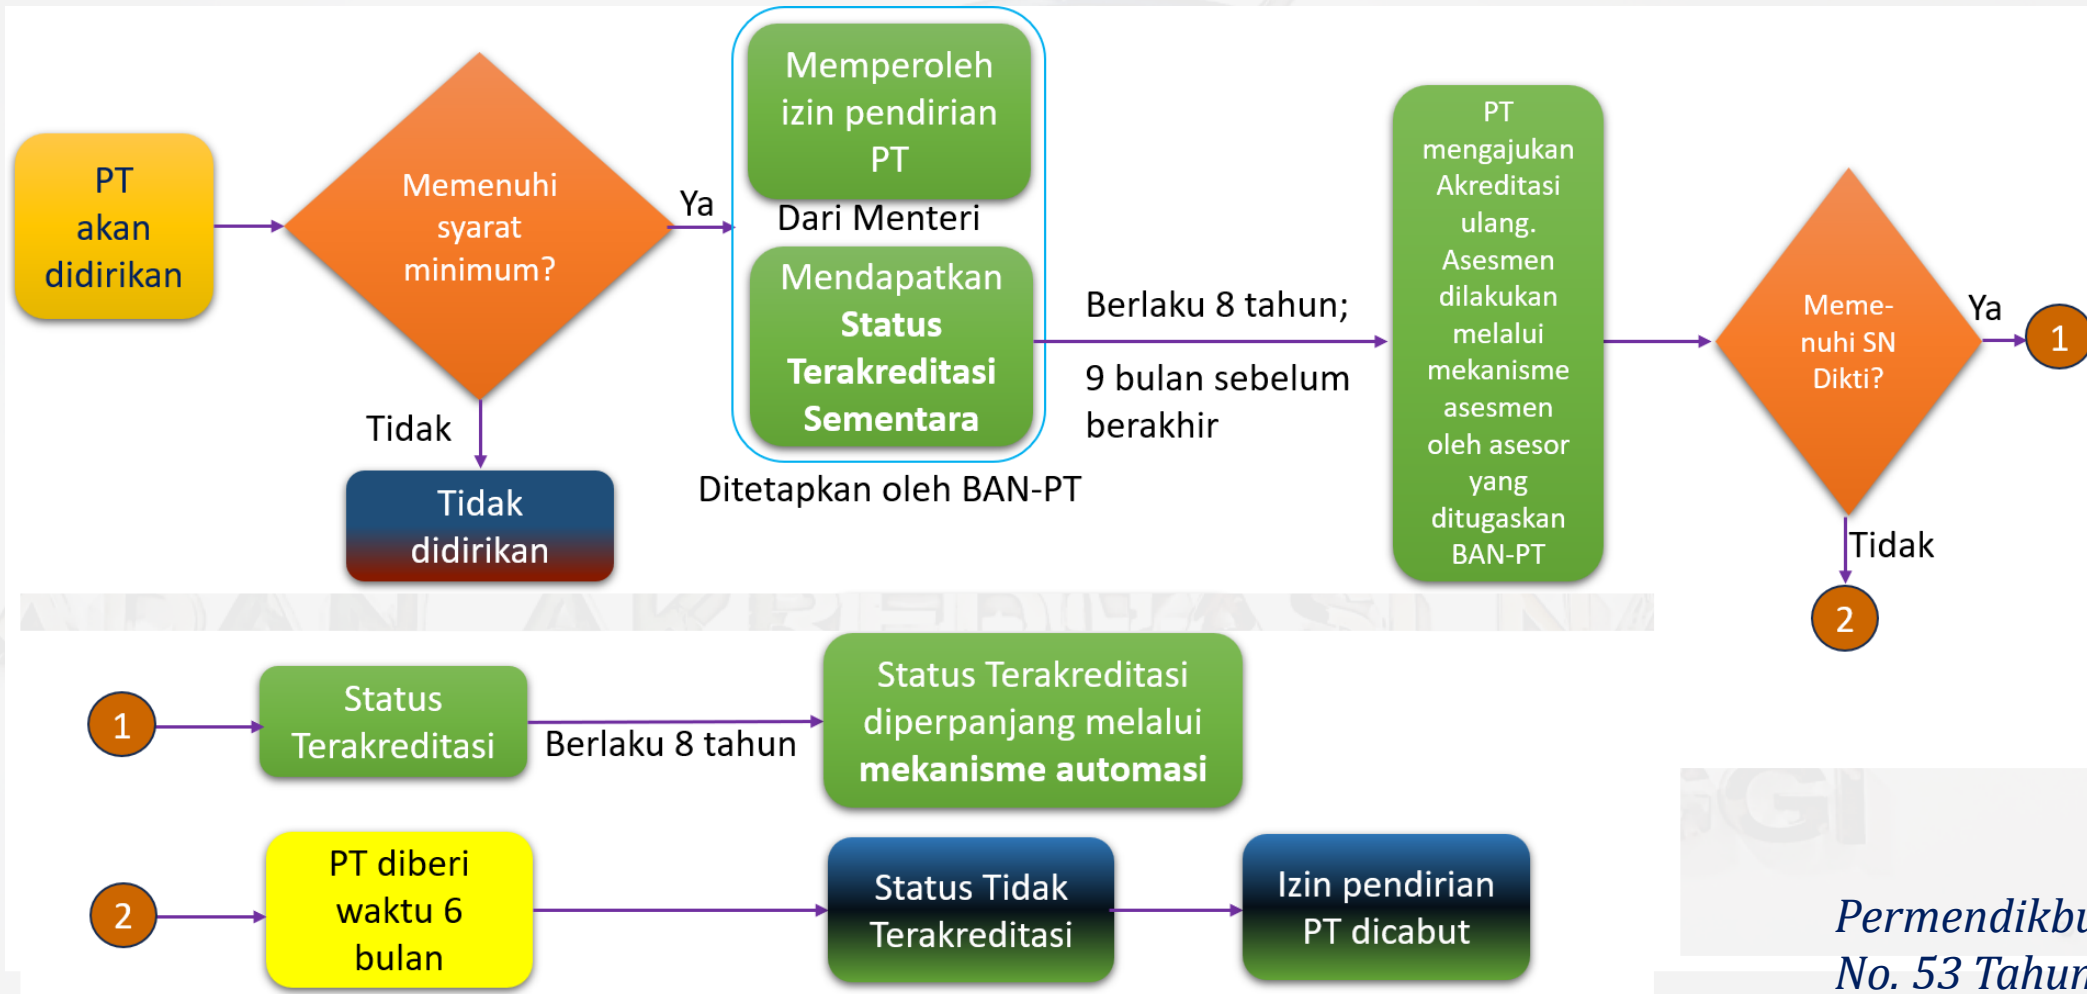 PT
akan
didirikan
Memenuhi
syarat
minimum?
Ya
Tidak
Tidak
didirikan
Memperoleh
izin pendirian
PT
Dari Menteri
Mendapatkan
Status
Terakreditasi
Sementara
Ditetapkan oleh BAN-PT
Berlaku 8 tahun;
9 bulan sebelum
berakhir
PT
mengajukan
Akreditasi
ulang.
Asesmen
dilakukan
melalui
mekanisme
asesmen
oleh asesor
yang
ditugaskan
BAN-PT
Meme-
nuhi SN
Dikti?
Ya
1
Tidak
2
1
Status
Terakreditasi
Berlaku 8 tahun
Status Terakreditasi
diperpanjang melalui
mekanisme automasi
2
PT diberi
waktu 6
bulan
Status Tidak
Terakreditasi
Izin pendirian
PT dicabut
No. 53